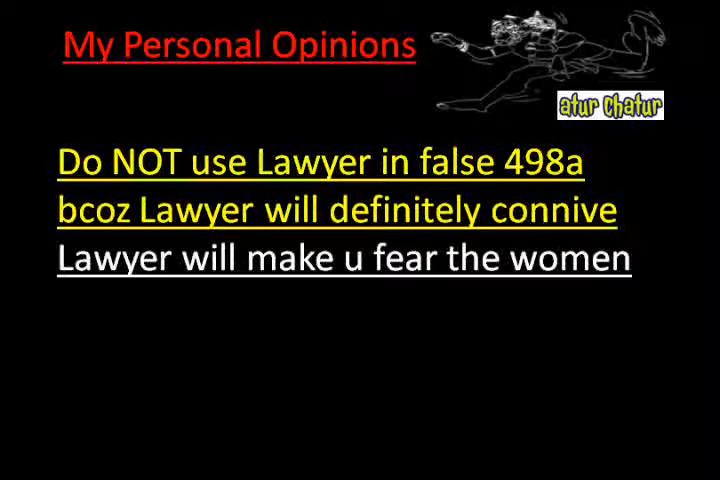 My Personal Opinions
atur chatur
Do NOT use Lawyer in false 498a
bcoz Lawyer will definitely connive
Lawyer will make u fear the women